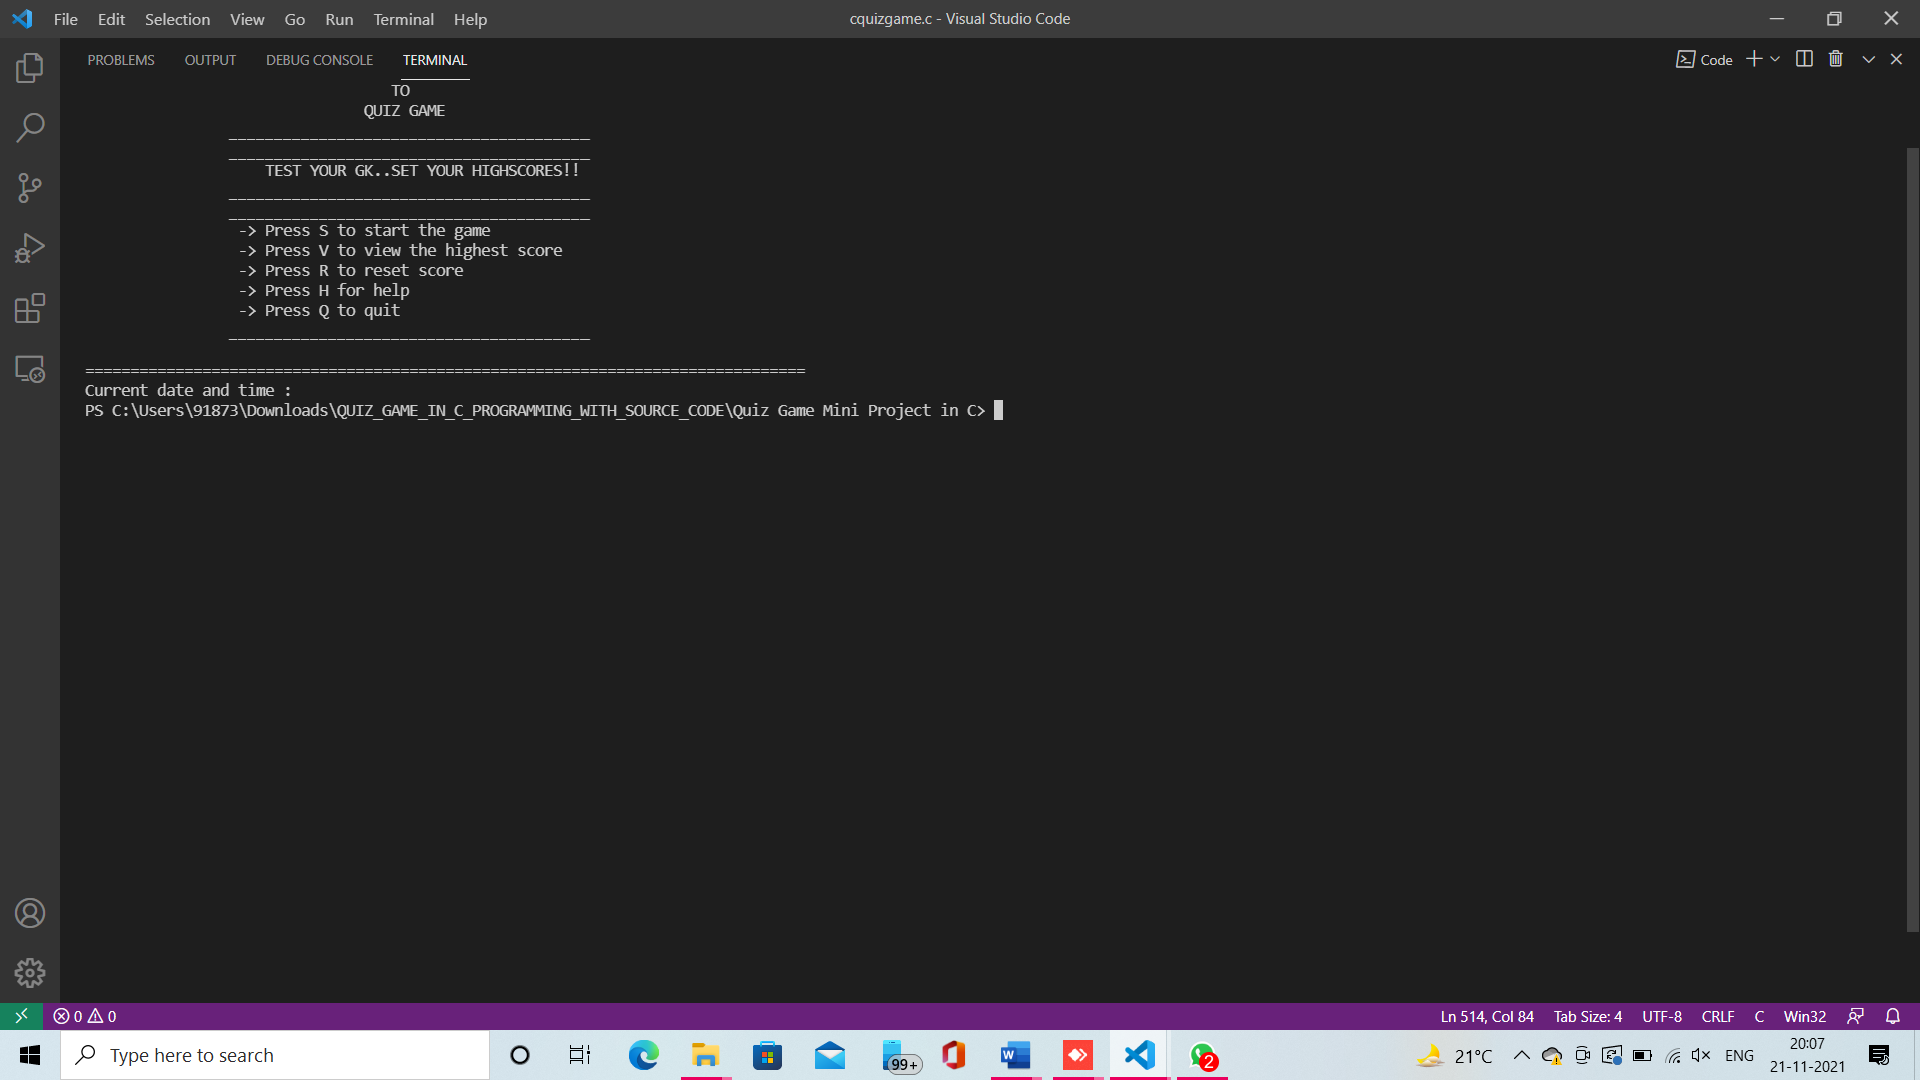 File Edit Selection View Go Run Terminal Help
cquizgame.c - Visual Studio Code
PROBLEMS OUTPUT DEBUG CONSOLE TERMINAL
Code
TO
QUIZ GAME
________________________________________
________________________________________
TEST YOUR GK..SET YOUR HIGHSCORES!!
________________________________________
________________________________________
-> Press S to start the game
-> Press V to view the highest score
-> Press R to reset score
-> Press H for help
-> Press Q to quit
________________________________________
================================================================================
Current date and time :
PS C:\Users\91873\Downloads\QUIZ_GAME_IN_C_PROGRAMMING_WITH_SOURCE_CODE\Quiz Game Mini Project in C>
0 0
Ln 514, Col 84 Tab Size: 4 UTF-8 CRLF C Win32
Type here to search
99+
W
2
21°C
ENG
20:07
21-11-2021